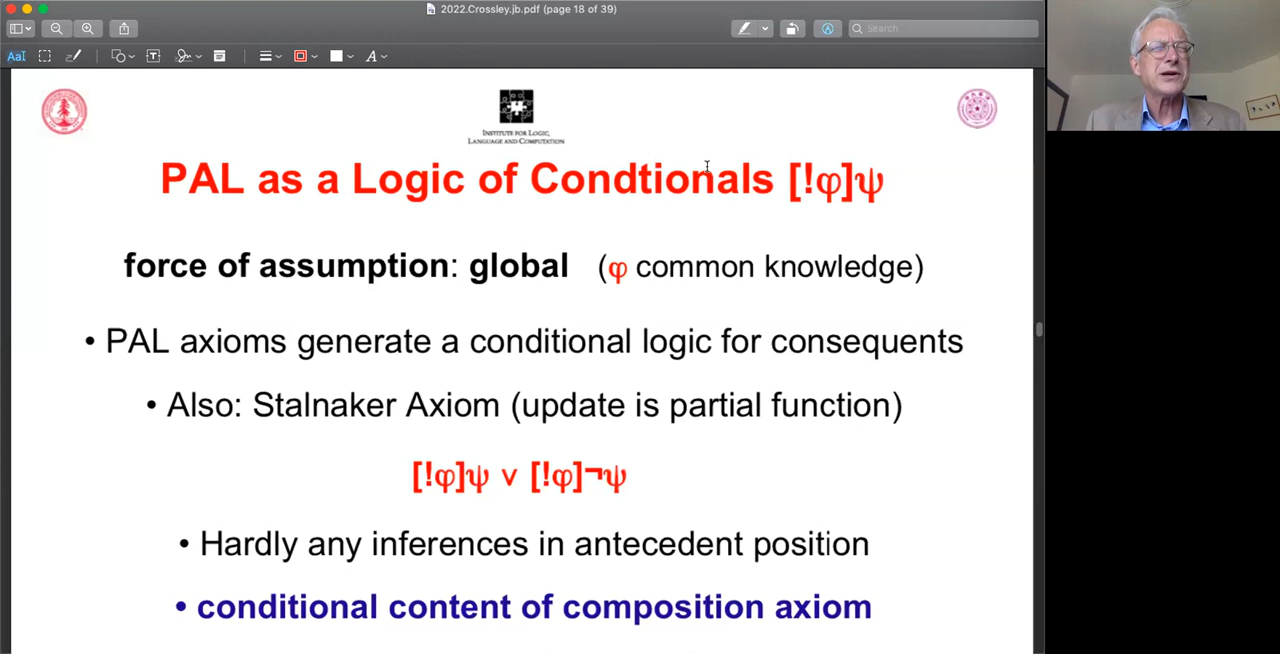 2022.Crossley.jb.pdf (page 18 of 39)
Search
AaI
T
A
INSTITUTE FOR LOGIC,
LANGUAGE AND COMPUTATION
PAL as a Logic of Condtionals [!φ]ψ
force of assumption: global (φ common knowledge)
• PAL axioms generate a conditional logic for consequents
• Also: Stalnaker Axiom (update is partial function)
[!φ]ψ ∨ [!φ]¬ψ
• Hardly any inferences in antecedent position
• conditional content of composition axiom